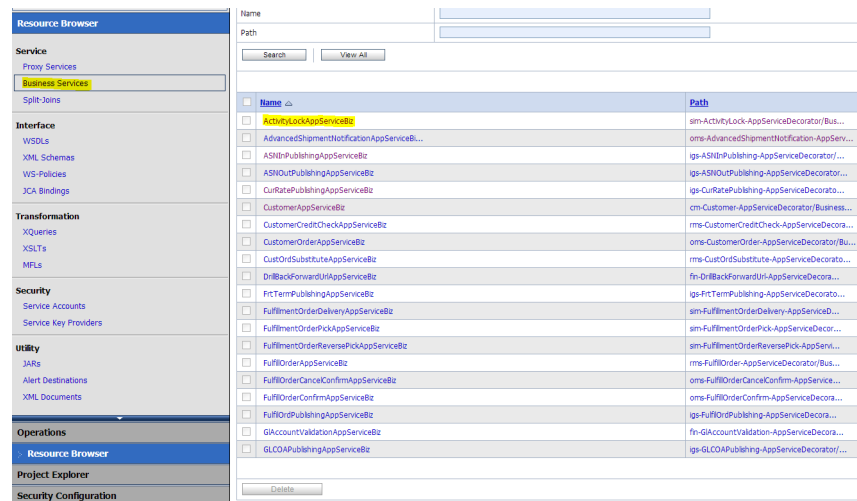 Resource Browser
Service
Proxy Services
Business Services
Split-Joins
Interface
WSDLs
XML Schemas
WS-Policies
JCA Bindings
Transformation
XQueries
XSLTs
MFLs
Security
Service Accounts
Service Key Providers
Utility
JARs
Alert Destinations
XML Documents
Operations
Resource Browser
Project Explorer
Security Configuration
Name
Path
Search View All
Name Path
ActivityLockAppServiceBiz sim-ActivityLock-AppServiceDecorator/Bus...
AdvancedShipmentNotificationAppServiceBi... oms-AdvancedShipmentNotification-AppServ...
ASNInPublishingAppServiceBiz igs-ASNInPublishing-AppServiceDecorator/...
ASNOutPublishingAppServiceBiz igs-ASNOutPublishing-AppServiceDecorator...
CurRatePublishingAppServiceBiz igs-CurRatePublishing-AppServiceDecorato...
CustomerAppServiceBiz cm-Customer-AppServiceDecorator/Business...
CustomerCreditCheckAppServiceBiz rms-CustomerCreditCheck-AppServiceDecora...
CustomerOrderAppServiceBiz oms-CustomerOrder-AppServiceDecorator/Bu...
CustOrdSubstituteAppServiceBiz rms-CustOrdSubstitute-AppServiceDecorato...
DrillBackForwardUrlAppServiceBiz fin-DrillBackForwardUrl-AppServiceDecora...
FrtTermPublishingAppServiceBiz igs-FrtTermPublishing-AppServiceDecorato...
FulfilmentOrderDeliveryAppServiceBiz sim-FulfilmentOrderDelivery-AppServiceD...
FulfilmentOrderPickAppServiceBiz sim-FulfilmentOrderPick-AppServiceDecor...
FulfilmentOrderReversePickAppServiceBiz sim-FulfilmentOrderReversePick-AppServi...
FulfillOrderAppServiceBiz rms-FulfillOrder-AppServiceDecorator/Bus...
FulfillOrderCancelConfirmAppServiceBiz oms-FulfillOrderCancelConfirm-AppService...
FulfillOrderConfirmAppServiceBiz oms-FulfillOrderConfirm-AppServiceDecora...
FulfilOrdPublishingAppServiceBiz igs-FulfilOrdPublishing-AppServiceDecora...
GlAccountValidationAppServiceBiz fin-GlAccountValidation-AppServiceDecora...
GLCOAPublishingAppServiceBiz igs-GLCOAPublishing-AppServiceDecorator/...
Delete